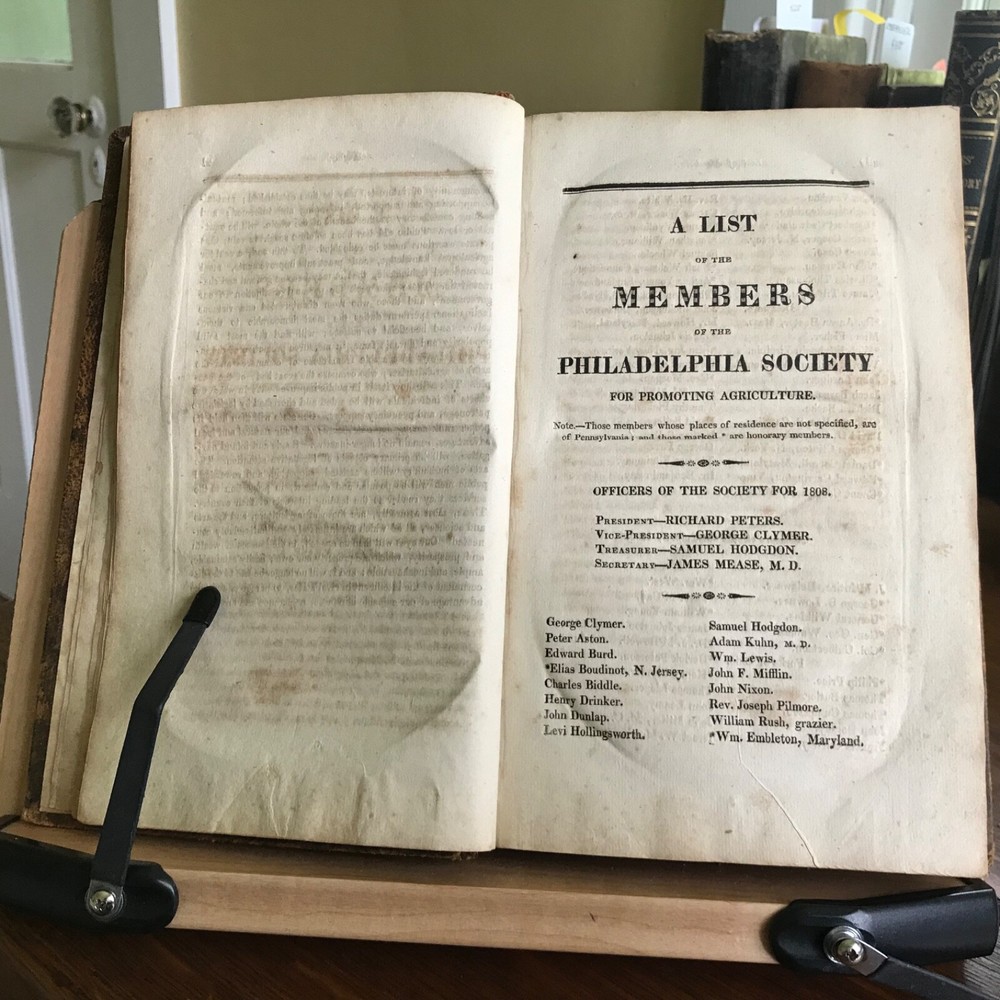 A LIST
OF THE
MEMBERS
OF THE
PHILADELPHIA SOCIETY
FOR PROMOTING AGRICULTURE.
Note.—Those members whose places of residence are not specified, are
of Pennsylvania; and those marked * are honorary members.
OFFICERS OF THE SOCIETY FOR 1808.
President—RICHARD PETERS.
Vice-President—GEORGE CLYMER.
Treasurer—SAMUEL HODGDON.
Secretary—JAMES MEASE, M. D.
George Clymer.
Peter Aston.
Edward Burd.
*Elias Boudinot, N. Jersey.
Charles Biddle.
Henry Drinker.
John Dunlap.
Levi Hollingsworth.
Samuel Hodgdon.
Adam Kuhn, M. D.
Wm. Lewis.
John F. Mifflin.
John Nixon.
Rev. Joseph Pilmore.
William Rush, grazier.
*Wm. Embleton, Maryland.